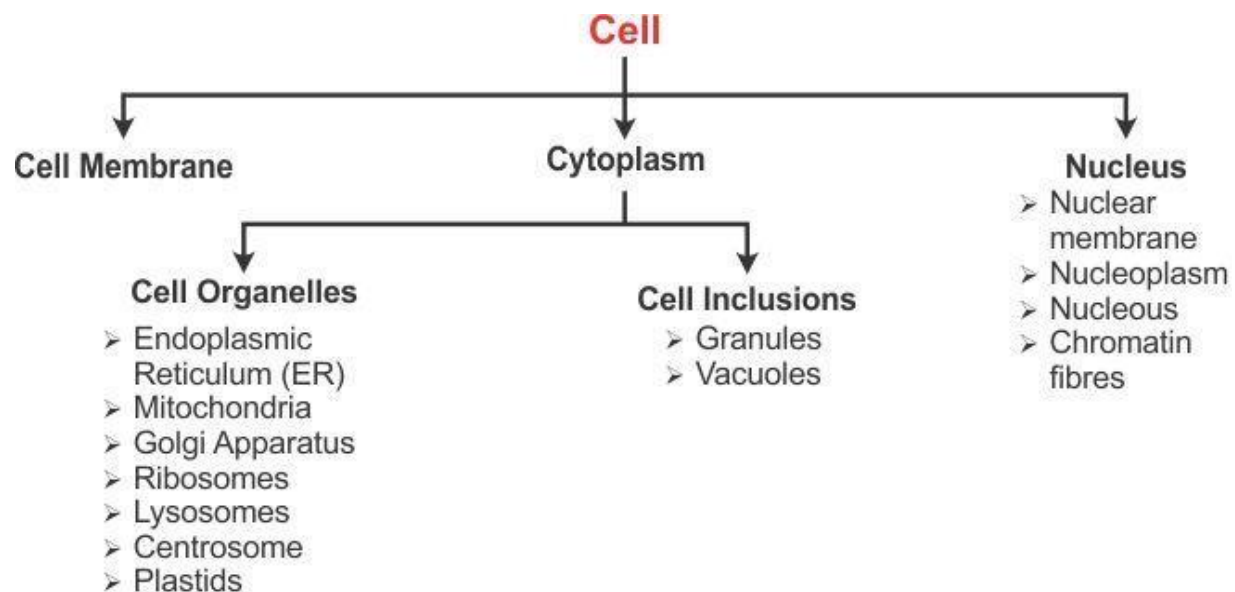 Cell
Cell Membrane
Cytoplasm
Cell Organelles
➢ Endoplasmic
Reticulum (ER)
➢ Mitochondria
➢ Golgi Apparatus
➢ Ribosomes
➢ Lysosomes
➢ Centrosome
➢ Plastids
Cell Inclusions
➢ Granules
➢ Vacuoles
Nucleus
➢ Nuclear
membrane
➢ Nucleoplasm
➢ Nucleous
➢ Chromatin
fibres